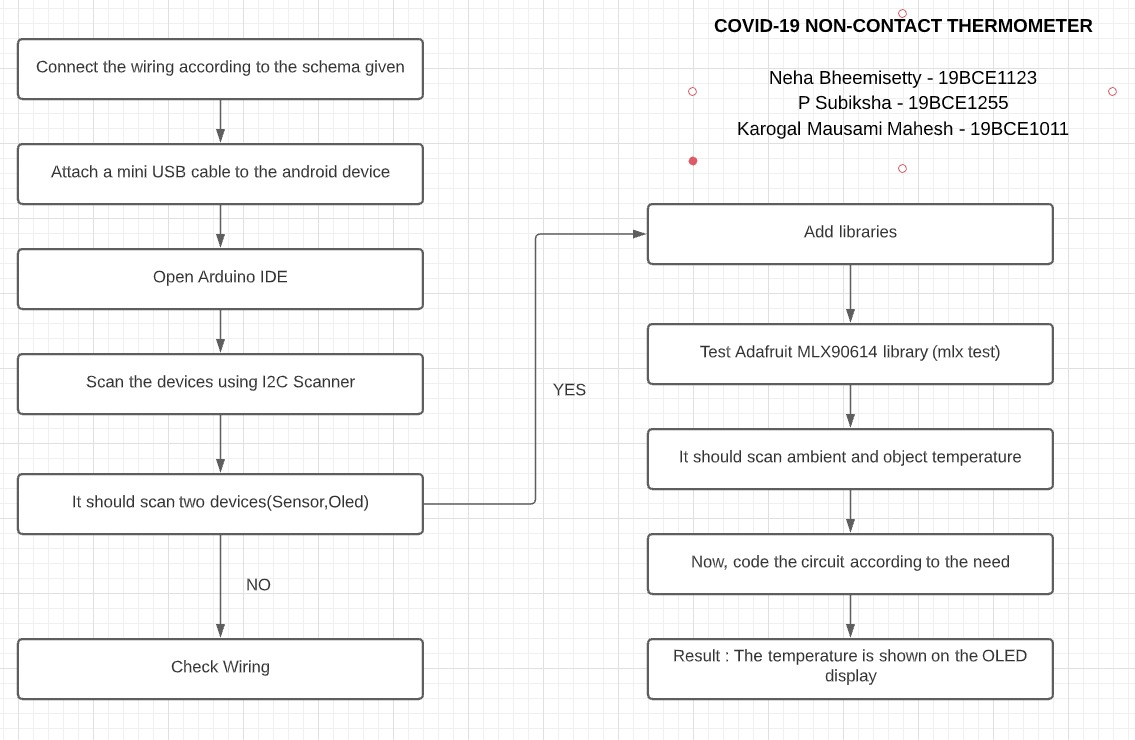 COVID-19 NON-CONTACT THERMOMETER
Neha Bheemisetty - 19BCE1123
P Subiksha - 19BCE1255
Karogal Mausami Mahesh - 19BCE1011
Connect the wiring according to the schema given
Attach a mini USB cable to the android device
Open Arduino IDE
Scan the devices using I2C Scanner
It should scan two devices(Sensor,Oled)
NO
Check Wiring
YES
Add libraries
Test Adafruit MLX90614 library (mlx test)
It should scan ambient and object temperature
Now, code the circuit according to the need
Result : The temperature is shown on the OLED
display